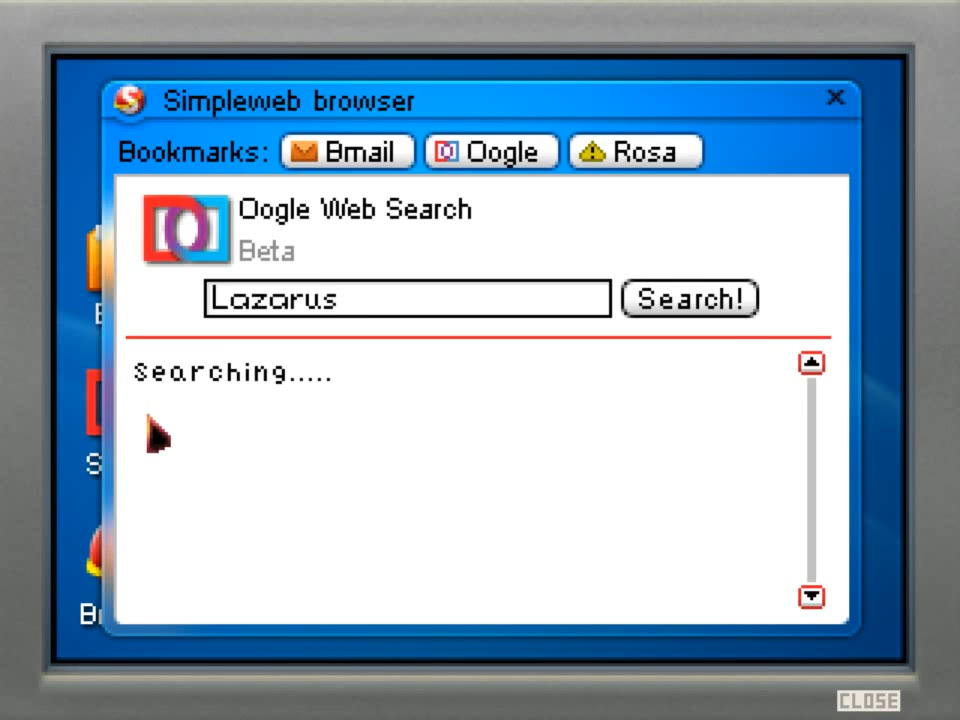 Simpleweb browser
Bookmarks: Bmail Oogle Rosa
Oogle Web Search
Beta
Lazarus Search!
Searching.....
CLOSE